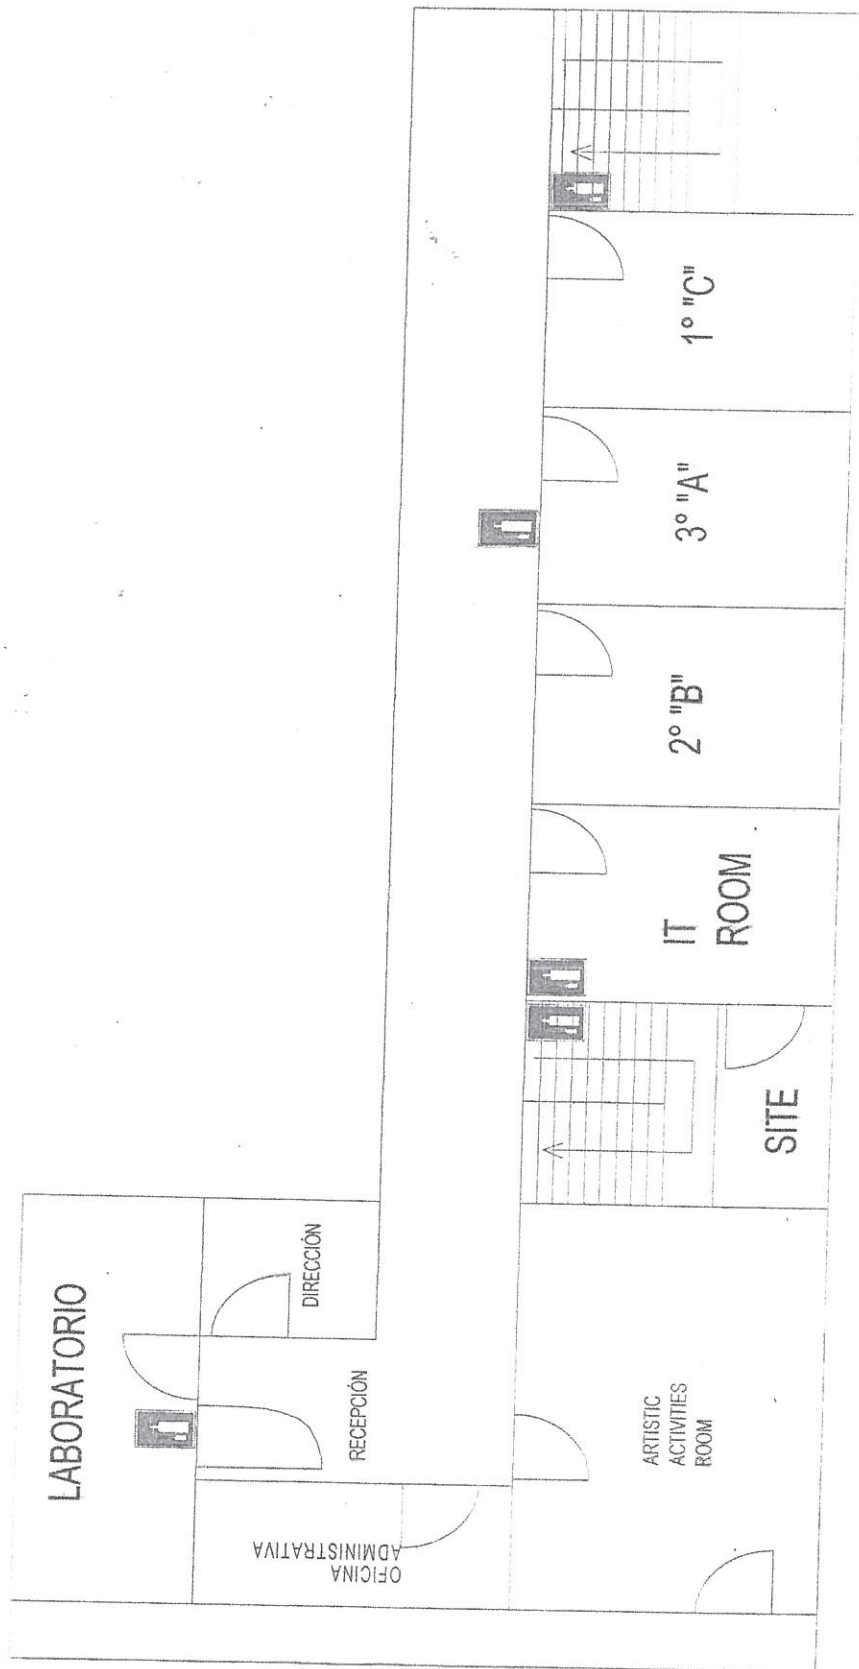 LABORATORIO
DIRECCIÓN
RECEPCIÓN
OFICINA
ADMINISTRATIVA
ARTISTIC
ACTIVITIES
ROOM
SITE
IT
ROOM
2° "B"
3° "A"
1° "C"